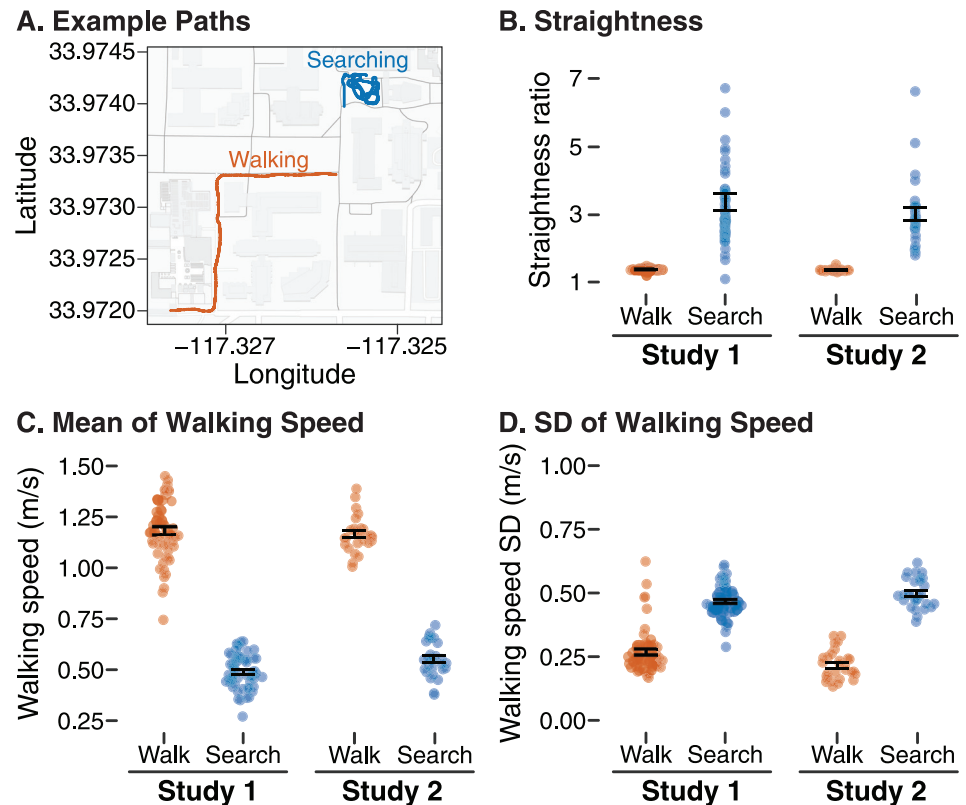 A. Example Paths
33.9745
33.9740
33.9735
33.9730
33.9725
33.9720
Latitude
Searching
Walking
−117.327
−117.325
Longitude
B. Straightness
7
5
3
1
Straightness ratio
Walk Search
Walk Search
Study 1
Study 2
C. Mean of Walking Speed
1.50
1.25
1.00
0.75
0.50
0.25
Walking speed (m/s)
Walk Search
Walk Search
Study 1
Study 2
D. SD of Walking Speed
1.00
0.75
0.50
0.25
0.00
Walking speed SD (m/s)
Walk Search
Walk Search
Study 1
Study 2